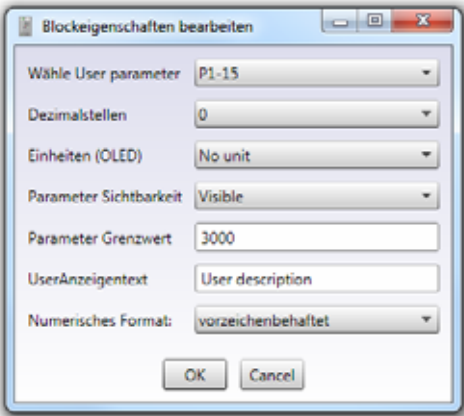 Blockeigenschaften bearbeiten
Wähle User parameter P1-15
Dezimalstellen 0
Einheiten (OLED) No unit
Parameter Sichtbarkeit Visible
Parameter Grenzwert 3000
UserAnzeigentext User description
Numerisches Format: vorzeichenbehaftet
OK Cancel